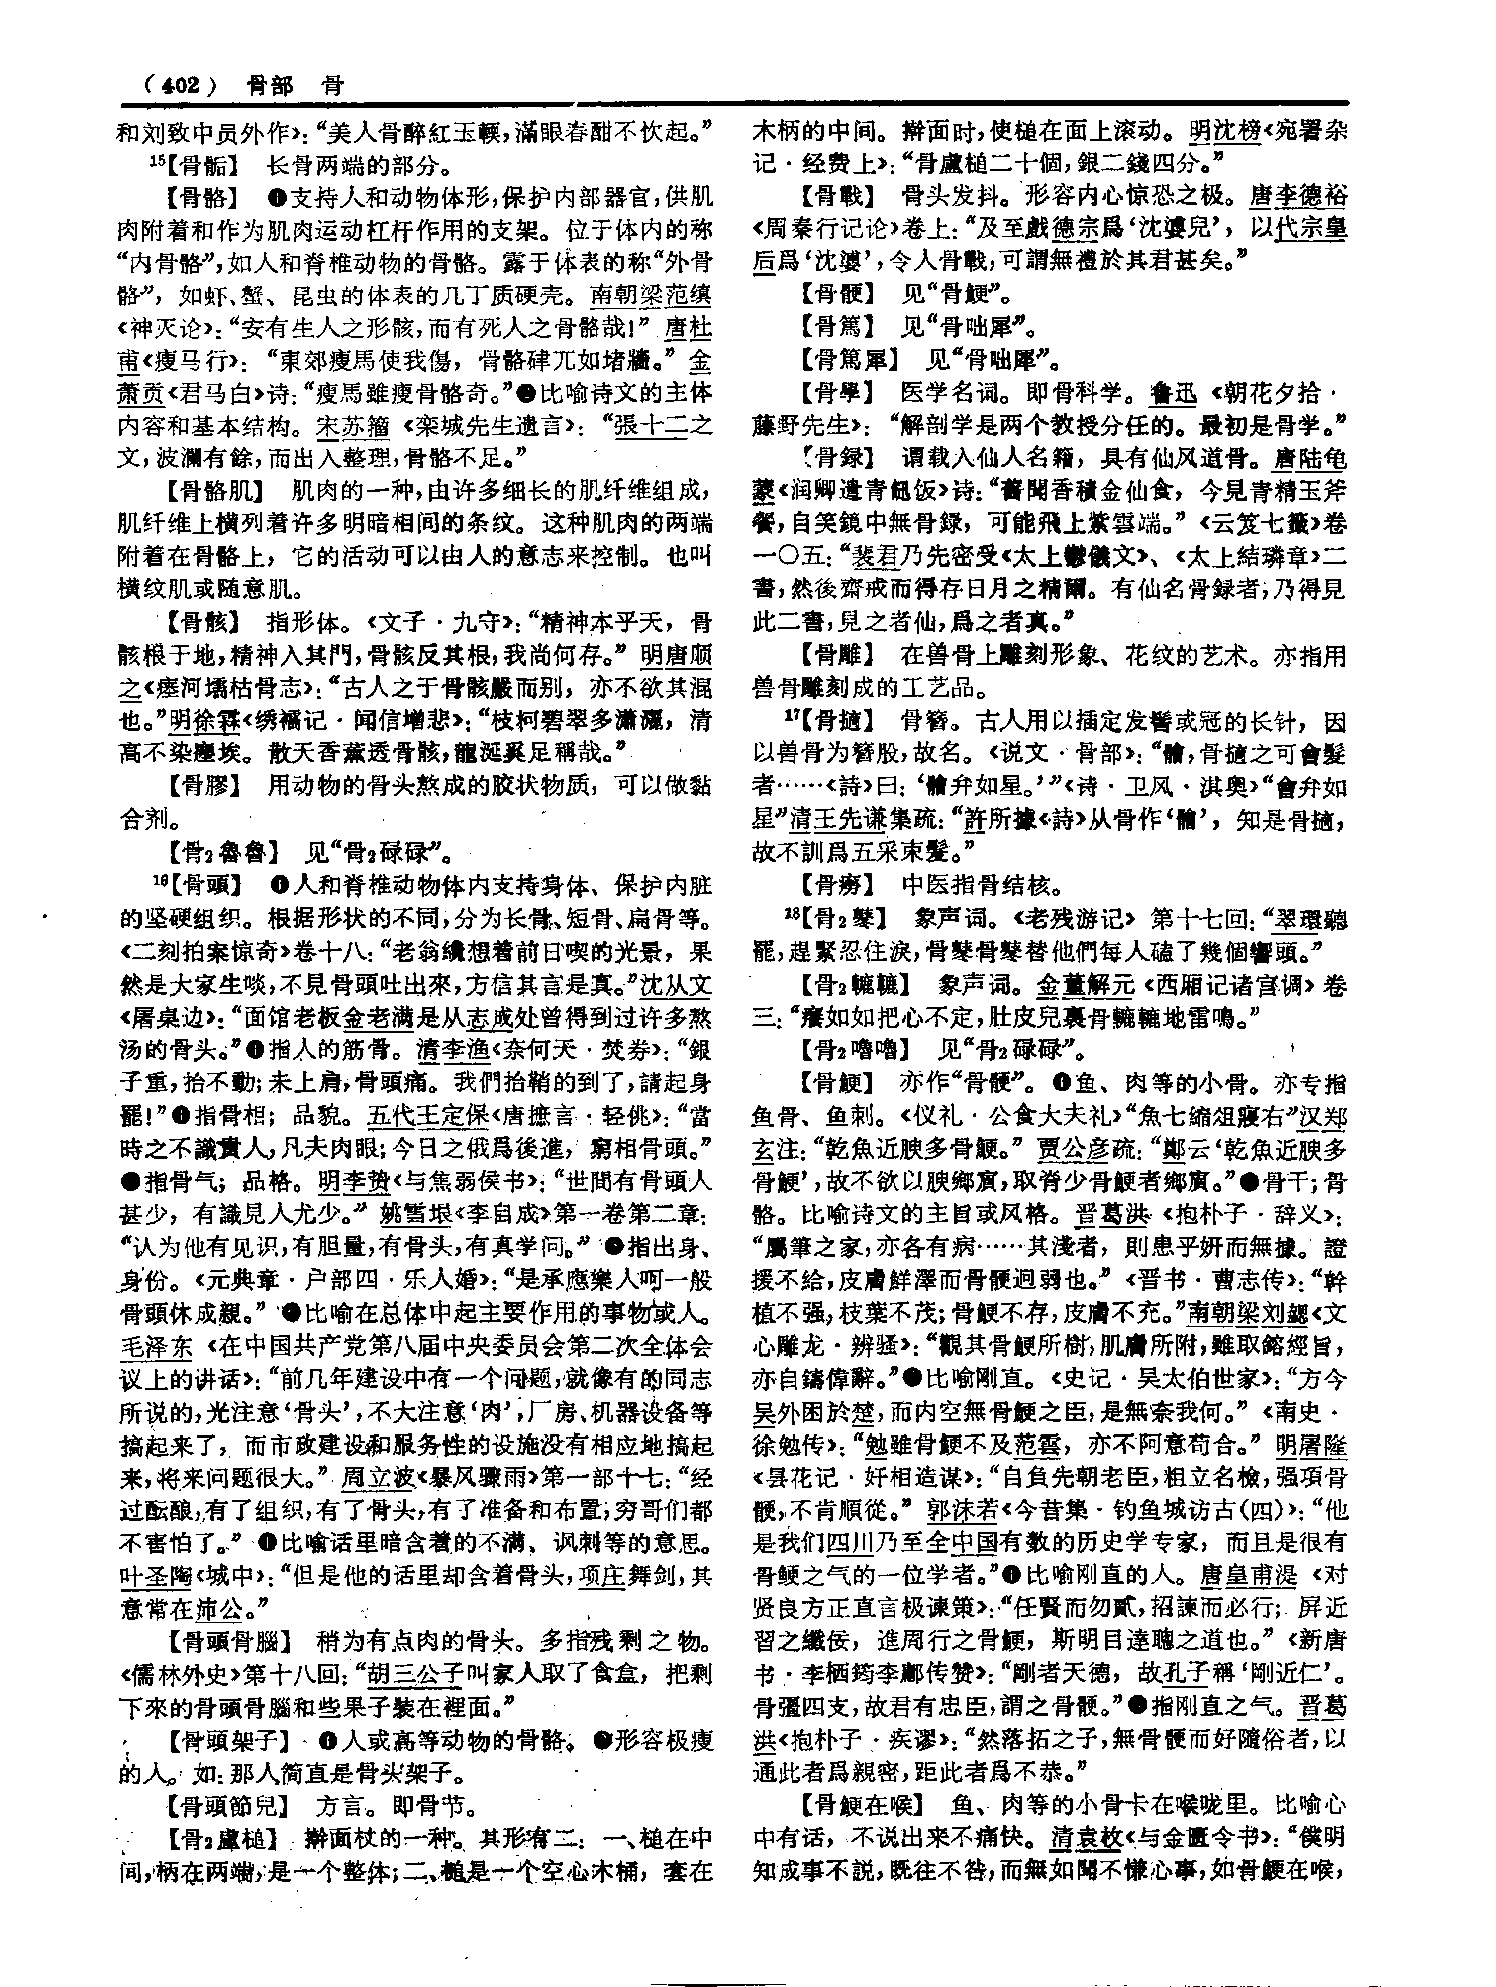 （402） 骨部 骨
和刘致中员外作》：“美人骨醉紅玉輭，滿眼春酣不忺起。”
15【骨骺】 长骨两端的部分。
【骨骼】 ❶支持人和动物体形，保护内部器官，供肌
肉附着和作为肌肉运动杠杆作用的支架。位于体内的称
“内骨骼”，如人和脊椎动物的骨骼。露于体表的称“外骨
骼”，如虾、蟹、昆虫的体表的几丁质硬壳。南朝梁范缜
《神灭论》：“安有生人之形骸，而有死人之骨骼哉！”唐杜
甫《瘦马行》：“東郊瘦馬使我傷，骨骼硉兀如堵牆。”金
萧贡《君马白》诗：“瘦馬雖瘦骨骼奇。”❷比喻诗文的主体
内容和基本结构。宋苏籀《栾城先生遗言》：“張十二之
文，波瀾有餘，而出入整理，骨骼不足。”
【骨骼肌】 肌肉的一种，由许多细长的肌纤维组成，
肌纤维上横列着许多明暗相间的条纹。这种肌肉的两端
附着在骨骼上，它的活动可以由人的意志来控制。也叫
横纹肌或随意肌。
【骨骸】 指形体。《文子·九守》：“精神本乎天，骨
骸根于地，精神入其門，骨骸反其根，我尚何存。”明唐顺
之《瘗河壖枯骨志》：“古人之于骨骸嚴而别，亦不欲其混
也。”明徐霖《绣襦记·闻信增悲》：“枝柯碧翠多瀟灑，清
高不染塵埃。散天香薰透骨骸，龍涎奚足稱哉。”
【骨膠】 用动物的骨头熬成的胶状物质，可以做黏
合剂。
【骨2魯魯】 见“骨2碌碌”。
16【骨頭】 ❶人和脊椎动物体内支持身体、保护内脏
的坚硬组织。根据形状的不同，分为长骨、短骨、扁骨等。
《二刻拍案惊奇》卷十八：“老翁纔想着前日喫的光景，果
然是大家生啖，不見骨頭吐出來，方信其言是真。”沈从文
《屠桌边》：“面馆老板金老满是从志成处曾得到过许多熬
汤的骨头。”❷指人的筋骨。清李渔《奈何天·焚券》：“銀
子重，抬不動；未上肩，骨頭痛。我們抬鞘的到了，請起身
罷！”❸指骨相；品貌。五代王定保《唐摭言·轻佻》：“當
時之不識貴人，凡夫肉眼；今日之俄爲後進，窮相骨頭。”
❹指骨气；品格。明李贽《与焦弱侯书》：“世間有骨頭人
甚少，有識見人尤少。”姚雪垠《李自成》第一卷第二章：
“认为他有见识，有胆量，有骨头，有真学问。”❺指出身、
身份。《元典章·户部四·乐人婚》：“是承應樂人呵一般
骨頭休成親。”❻比喻在总体中起主要作用的事物或人。
毛泽东《在中国共产党第八届中央委员会第二次全体会
议上的讲话》：“前几年建设中有一个问题，就像有的同志
所说的，光注意‘骨头’，不大注意‘肉’，厂房、机器设备等
搞起来了，而市政建设和服务性的设施没有相应地搞起
来，将来问题很大。”周立波《暴风骤雨》第一部十七：“经
过酝酿，有了组织，有了骨头，有了准备和布置，穷哥们都
不害怕了。”❼比喻话里暗含着的不满、讽刺等的意思。
叶圣陶《城中》：“但是他的话里却含着骨头，项庄舞剑，其
意常在沛公。”
【骨頭骨腦】 稍为有点肉的骨头。多指残剩之物。
《儒林外史》第十八回：“胡三公子叫家人取了食盒，把剩
下來的骨頭骨腦和些果子裝在裡面。”
【骨頭架子】 ❶人或高等动物的骨骼。❷形容极瘦
的人。如：那人简直是骨头架子。
【骨頭節兒】 方言。即骨节。
【骨2盧槌】 擀面杖的一种。其形有二：一、槌在中
间，柄在两端，是一个整体；二、槌是一个空心木桶，套在
木柄的中间。擀面时，使槌在面上滚动。明沈榜《宛署杂
记·经费上》：“骨盧槌二十個，銀二錢四分。”
【骨戰】 骨头发抖。形容内心惊恐之极。唐李德裕
《周秦行记论》卷上：“及至戲德宗爲‘沈婆兒’，以代宗皇
后爲‘沈婆’，令人骨戰，可謂無禮於其君甚矣。”
【骨骾】 见“骨鯁”。
【骨篤】 见“骨咄犀”。
【骨篤犀】 见“骨咄犀”。
【骨學】 医学名词。即骨科学。鲁迅《朝花夕拾·
藤野先生》：“解剖学是两个教授分任的。最初是骨学。”
【骨録】 谓载入仙人名籍，具有仙风道骨。唐陆龟
蒙《润卿遗青䭀饭》诗：“舊聞香積金仙食，今見青精玉斧
餐，自笑鏡中無骨録，可能飛上紫雲端。”《云笈七籤》卷
一〇五：“裴君乃先密受《太上鬱儀文》、《太上結璘章》二
書，然後齋戒而得存日月之精爾。有仙名骨録者，乃得見
此二書，見之者仙，爲之者真。”
【骨雕】 在兽骨上雕刻形象、花纹的艺术。亦指用
兽骨雕刻成的工艺品。
17【骨擿】 骨簪。古人用以插定发髻或冠的长针，因
以兽骨为簪股，故名。《说文·骨部》：“䯤，骨擿之可會髮
者……《詩》曰：‘䯤弁如星。’”《诗·卫风·淇奥》“會弁如
星”清王先谦集疏：“許所據《詩》从骨作‘䯤’，知是骨擿，
故不訓爲五采束髮。”
【骨癆】 中医指骨结核。
18【骨2鼕】 象声词。《老残游记》第十七回：“翠環聽
罷，趕緊忍住淚，骨鼕骨鼕替他們每人磕了幾個響頭。”
【骨2轆轆】 象声词。金董解元《西厢记诸宫调》卷
三：“癢如如把心不定，肚皮兒裏骨轆轆地雷鳴。”
【骨2嚕嚕】 见“骨2碌碌”。
【骨鯁】 亦作“骨骾”。❶鱼、肉等的小骨。亦专指
鱼骨、鱼刺。《仪礼·公食大夫礼》“魚七縮俎寢右”汉郑
玄注：“乾魚近腴多骨鯁。”贾公彦疏：“鄭云‘乾魚近腴多
骨鯁’，故不欲以腴鄉賓，取脊少骨鯁者鄉賓。”❷骨干；骨
骼。比喻诗文的主旨或风格。晋葛洪《抱朴子·辞义》：
“屬筆之家，亦各有病……其淺者，則患乎妍而無據。證
援不给，皮膚鮮澤而骨骾迥弱也。”《晋书·曹志传》：“幹
植不强，枝葉不茂；骨鯁不存，皮膚不充。”南朝梁刘勰《文
心雕龙·辨骚》：“觀其骨鯁所樹，肌膚所附，雖取鎔經旨，
亦自鑄偉辭。”❸比喻刚直。《史记·吴太伯世家》：“方今
吴外困於楚，而内空無骨鯁之臣，是無柰我何。”《南史·
徐勉传》：“勉雖骨鯁不及范雲，亦不阿意苟合。”明屠隆
《昙花记·奸相造谋》：“自負先朝老臣，粗立名檢，强項骨
骾，不肯順從。”郭沫若《今昔集·钓鱼城访古（四）》：“他
是我们四川乃至全中国有数的历史学专家，而且是很有
骨鲠之气的一位学者。”❹比喻刚直的人。唐皇甫湜《对
贤良方正直言极谏策》：“任賢而勿貳，招諫而必行；屏近
習之纖佞，進周行之骨鯁，斯明目達聰之道也。”《新唐
书·李栖筠李鄘传赞》：“剛者天德，故孔子稱‘剛近仁’。
骨彊四支，故君有忠臣，謂之骨骾。”❺指刚直之气。晋葛
洪《抱朴子·疾谬》：“然落拓之子，無骨骾而好隨俗者，以
通此者爲親密，距此者爲不恭。”
【骨鯁在喉】 鱼、肉等的小骨卡在喉咙里。比喻心
中有话，不说出来不痛快。清袁枚《与金匮令书》：“僕明
知成事不説，既往不咎，而無如聞不慊心事，如骨鯁在喉，